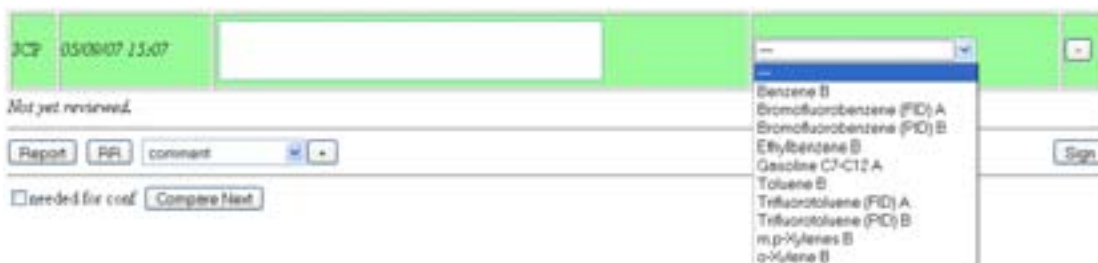 05/09/07 15:07
---
-
---
Benzene B
Bromofluorobenzene (FID) A
Bromofluorobenzene (PID) B
Ethylbenzene B
Gasoline C7-C12 A
Toluene B
Trifluorotoluene (FID) A
Trifluorotoluene (PID) B
m,p-Xylenes B
o-Xylene B
Not yet reviewed.
Report RR comment + Sign
needed for conf Compare Next